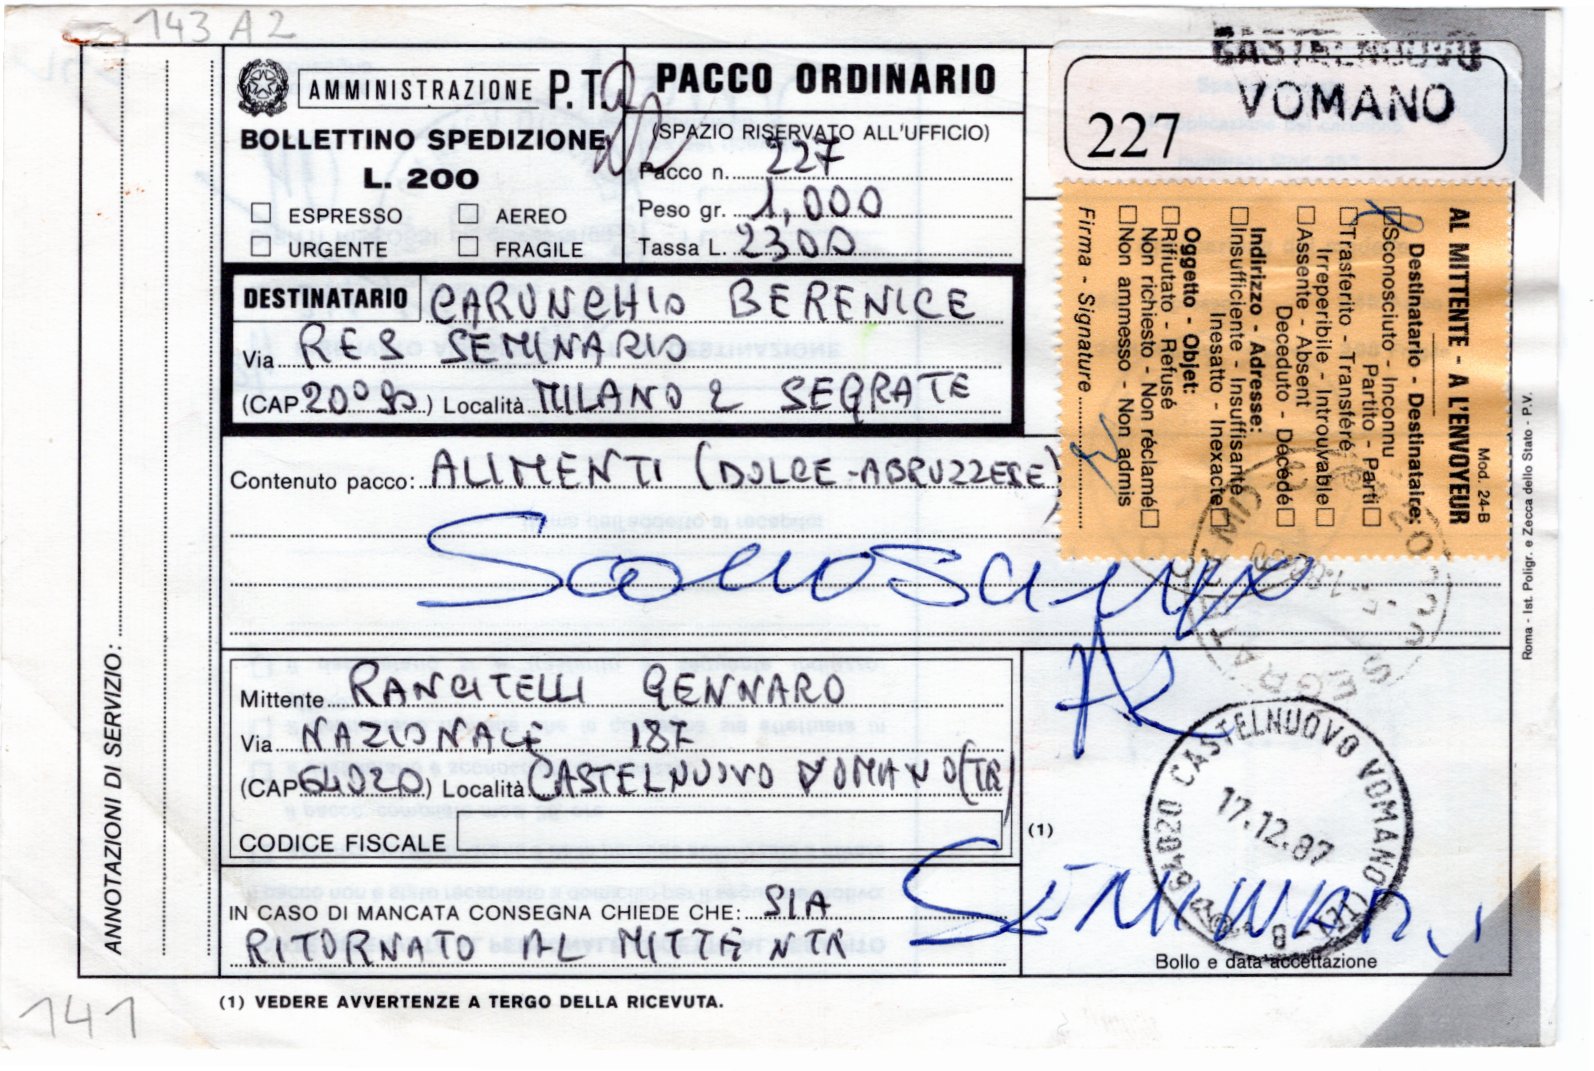 143 A2
AMMINISTRAZIONE P.T.
BOLLETTINO SPEDIZIONE
L. 200
ESPRESSO AEREO
URGENTE FRAGILE
PACCO ORDINARIO
(SPAZIO RISERVATO ALL'UFFICIO)
Pacco n. 227
Peso gr. 1,000
Tassa L. 2300
CASTELNUOVO
VOMANO
227
DESTINATARIO CARUNCHIO BERENICE
Via RES SEMINARIO
(CAP 20090) Località MILANO 2 SEGRATE
Contenuto pacco: ALIMENTI (DOLCE-ABRUZZESE)
Sconosciuto
Mod. 24-B
AL MITTENTE - A L'ENVOYEUR
Destinatario - Destinataire:
Sconosciuto - Inconnu
Partito - Parti
Trasferito - Transféré
Irreperibile - Introuvable
Assente - Absent
Deceduto - Décédé
Indirizzo - Adresse:
Insufficiente - Insuffisante
Inesatto - Inexacte
Oggetto - Objet:
Rifiutato - Refusé
Non richiesto - Non réclamé
Non ammesso - Non admis
Firma - Signature
SEGRATE
Mittente RANCITELLI GENNARO
Via NAZIONALE 187
(CAP 64020) Località CASTELNUOVO VOMANO (TE)
CODICE FISCALE
(1)
IN CASO DI MANCATA CONSEGNA CHIEDE CHE: SIA
RITORNATO AL MITTENTE
64020 CASTELNUOVO VOMANO (TE)
17.12.87
Bollo e data accettazione
ANNOTAZIONI DI SERVIZIO:
Roma - Ist. Poligr. e Zecca dello Stato - P.V.
(1) VEDERE AVVERTENZE A TERGO DELLA RICEVUTA.
141